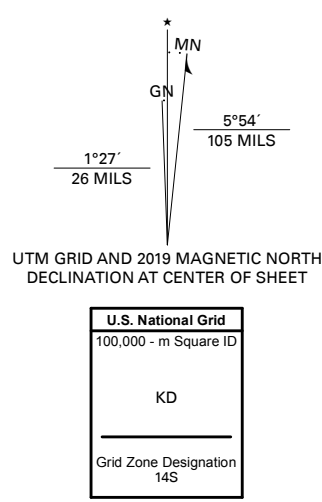 ★
MN
GN
5°54´
105 MILS
1°27´
26 MILS
UTM GRID AND 2019 MAGNETIC NORTH
DECLINATION AT CENTER OF SHEET
U.S. National Grid
100,000 - m Square ID
KD
Grid Zone Designation
14S